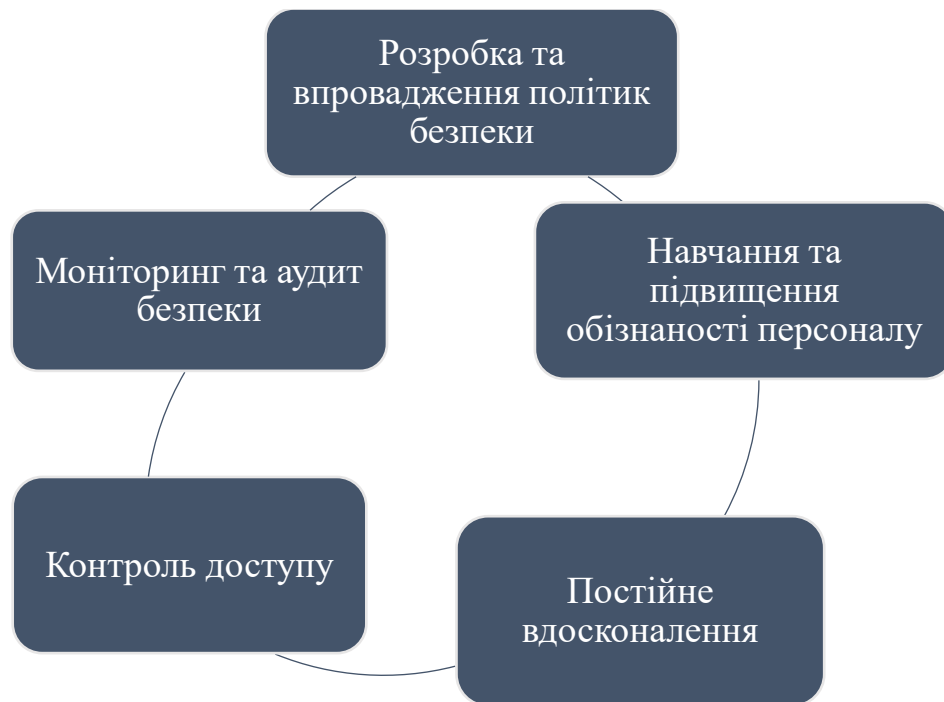 Розробка та
впровадження політик
безпеки
Навчання та
підвищення
обізнаності персоналу
Постійне
вдосконалення
Контроль доступу
Моніторинг та аудит
безпеки